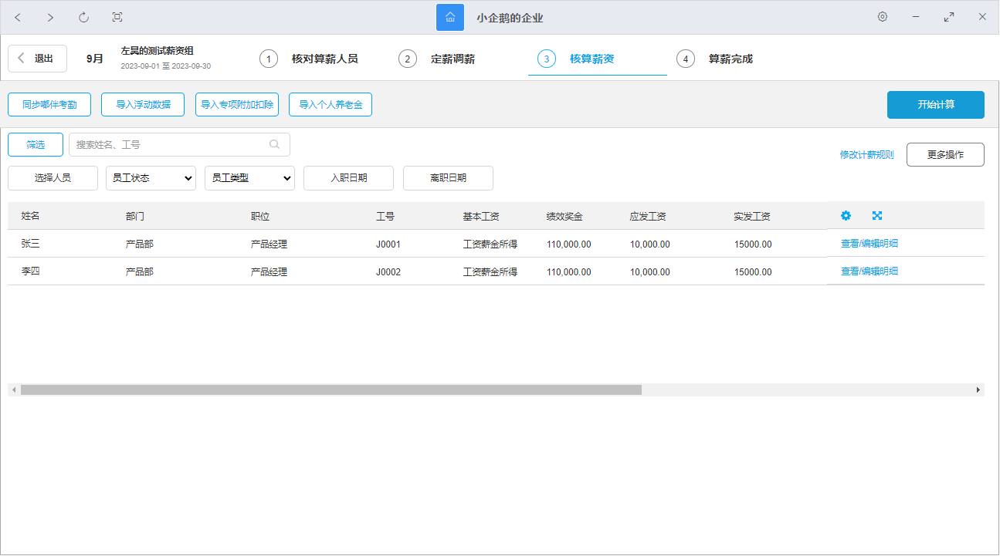 小企鹅的企业
退出
9月
左昊的测试薪资组
2023-09-01 至 2023-09-30
1 核对算薪人员
2 定薪调薪
3 核算薪资
4 算薪完成
同步嘟伴考勤
导入浮动数据
导入专项附加扣除
导入个人养老金
开始计算
筛选
搜索姓名、工号
修改计薪规则
更多操作
选择人员
员工状态
员工类型
入职日期
离职日期
姓名 部门 职位 工号 基本工资 绩效奖金 应发工资 实发工资
张三 产品部 产品经理 J0001 工资薪金所得 110,000.00 10,000.00 15000.00 查看/编辑明细
李四 产品部 产品经理 J0002 工资薪金所得 110,000.00 10,000.00 15000.00 查看/编辑明细